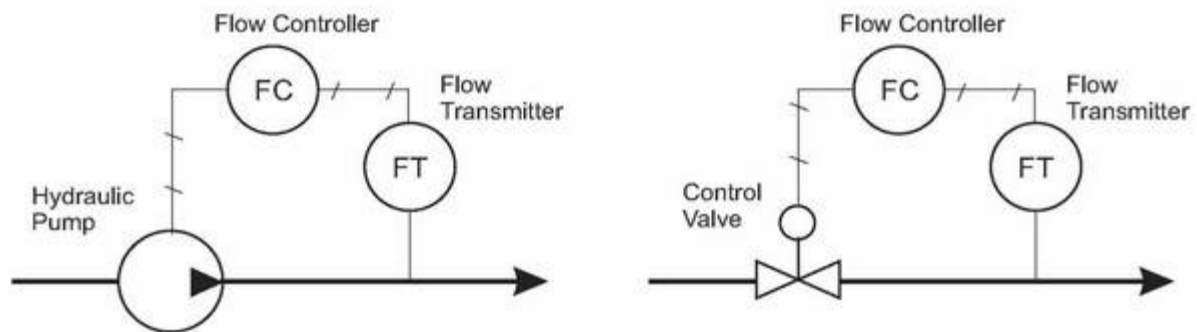 Flow Controller
FC
Flow
Transmitter
FT
Hydraulic
Pump
Flow Controller
FC
Flow
Transmitter
FT
Control
Valve